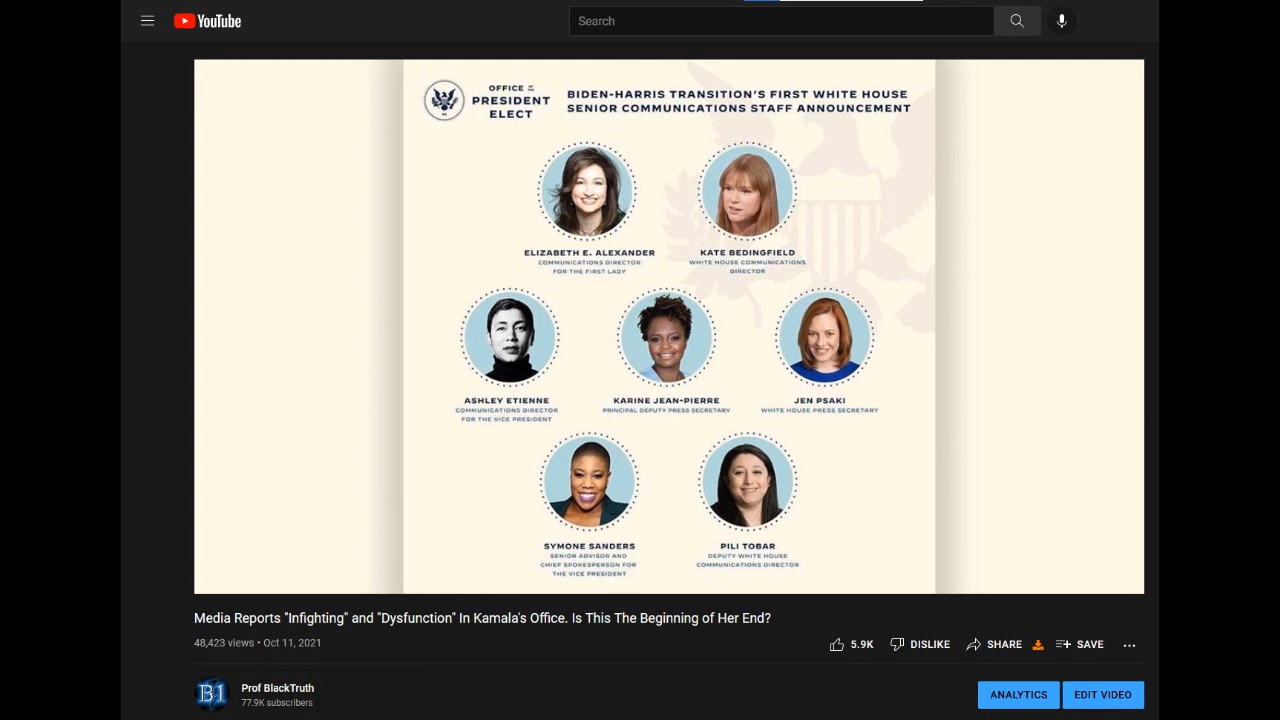 YouTube
Search
OFFICE OF THE
PRESIDENT
ELECT
BIDEN-HARRIS TRANSITION'S FIRST WHITE HOUSE
SENIOR COMMUNICATIONS STAFF ANNOUNCEMENT
ELIZABETH E. ALEXANDER
COMMUNICATIONS DIRECTOR
FOR THE FIRST LADY
KATE BEDINGFIELD
WHITE HOUSE COMMUNICATIONS
DIRECTOR
ASHLEY ETIENNE
COMMUNICATIONS DIRECTOR
FOR THE VICE PRESIDENT
KARINE JEAN-PIERRE
PRINCIPAL DEPUTY PRESS SECRETARY
JEN PSAKI
WHITE HOUSE PRESS SECRETARY
SYMONE SANDERS
SENIOR ADVISOR AND
CHIEF SPOKESPERSON FOR
THE VICE PRESIDENT
PILI TOBAR
DEPUTY WHITE HOUSE
COMMUNICATIONS DIRECTOR
Media Reports "Infighting" and "Dysfunction" In Kamala's Office. Is This The Beginning of Her End?
48,423 views • Oct 11, 2021
5.9K DISLIKE SHARE SAVE
B1
Prof BlackTruth
77.9K subscribers
ANALYTICS EDIT VIDEO